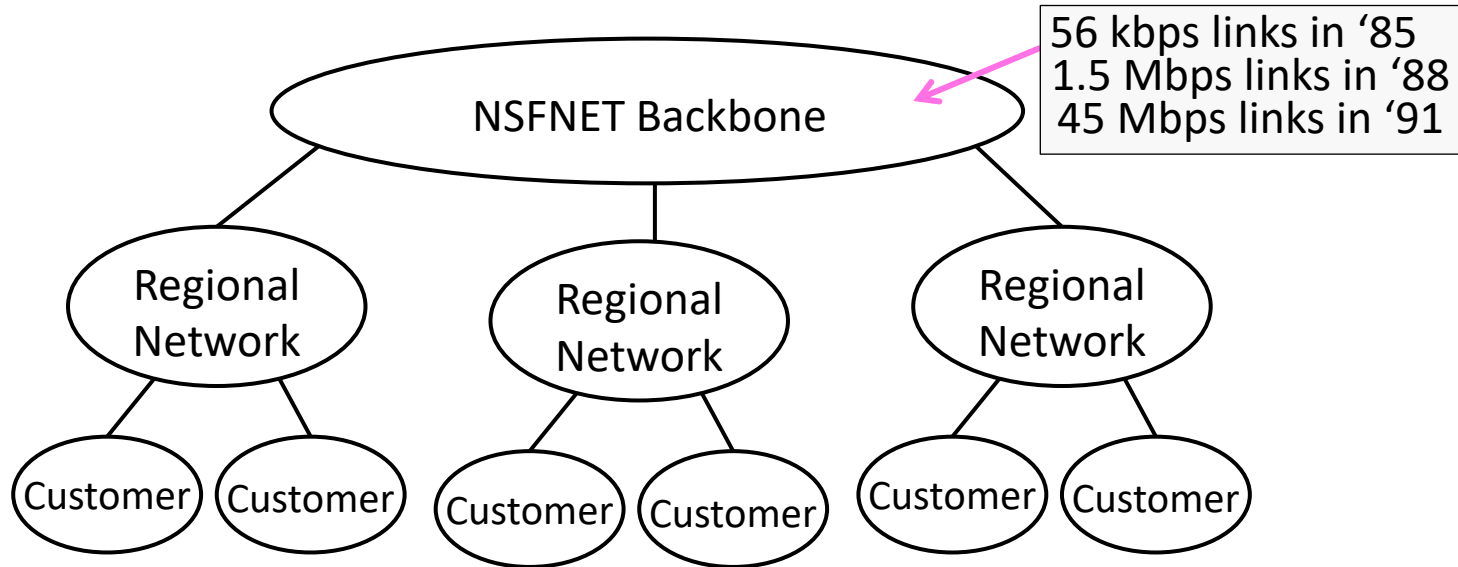 56 kbps links in ‘85
1.5 Mbps links in ‘88
45 Mbps links in ‘91
NSFNET Backbone
Regional
Network
Regional
Network
Regional
Network
Customer
Customer
Customer
Customer
Customer
Customer